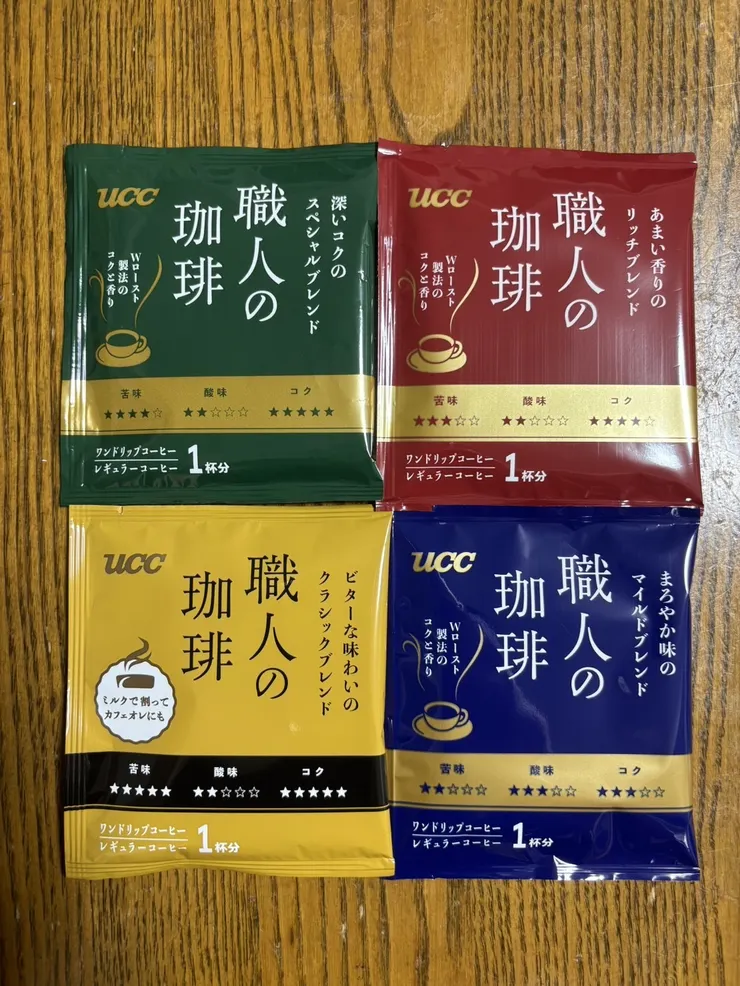 ucc
職人の
珈琲
深いコクの
スペシャルブレンド
Wロースト
製法の
コクと香り
苦味 酸味 コク
★★★★☆ ★★☆☆☆ ★★★★★
ワンドリップコーヒー
レギュラーコーヒー
1杯分
ucc
職人の
珈琲
あまい香りの
リッチブレンド
Wロースト
製法の
コクと香り
苦味 酸味 コク
★★★☆☆ ★★☆☆☆ ★★★★☆
ワンドリップコーヒー
レギュラーコーヒー
1杯分
ucc
職人の
珈琲
ビターな味わいの
クラシックブレンド
ミルクで割って
カフェオレにも
苦味 酸味 コク
★★★★★ ★★☆☆☆ ★★★★★
ワンドリップコーヒー
レギュラーコーヒー
1杯分
ucc
職人の
珈琲
まろやか味の
マイルドブレンド
Wロースト
製法の
コクと香り
苦味 酸味 コク
★★☆☆☆ ★★★☆☆ ★★★☆☆
ワンドリップコーヒー
レギュラーコーヒー
1杯分